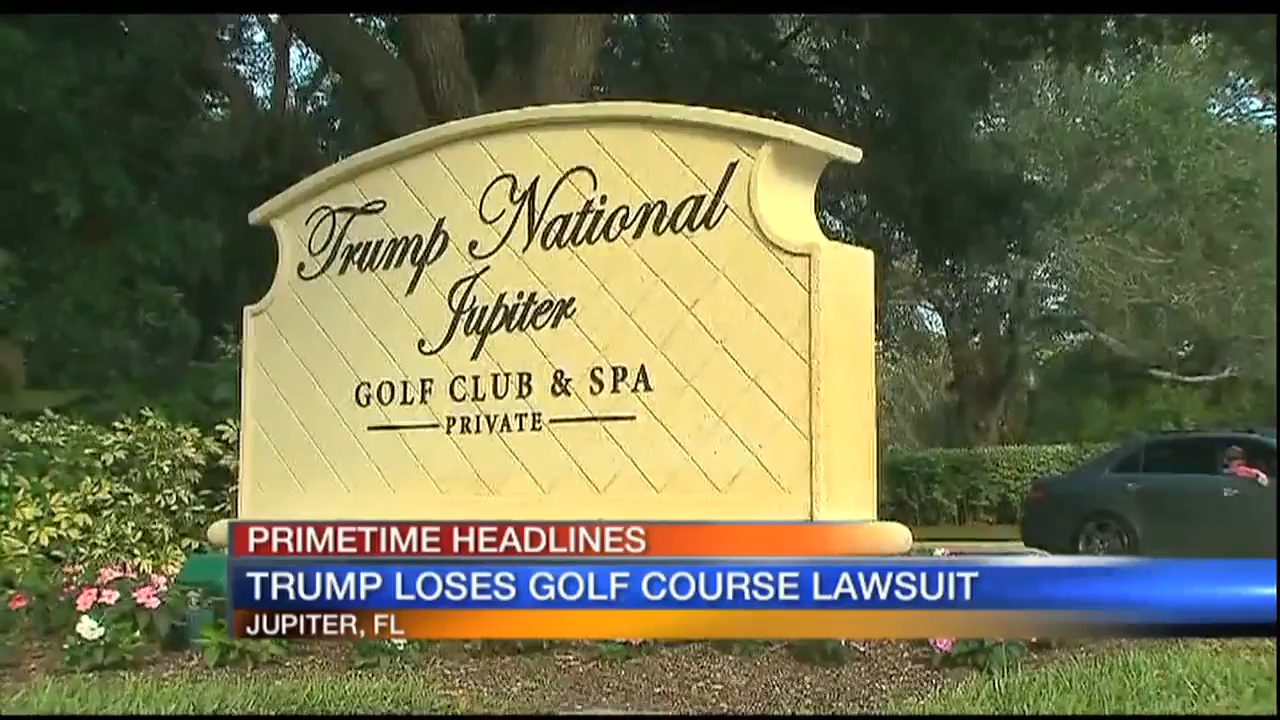 Trump National
Jupiter
GOLF CLUB & SPA
PRIVATE
PRIMETIME HEADLINES
TRUMP LOSES GOLF COURSE LAWSUIT
JUPITER, FL